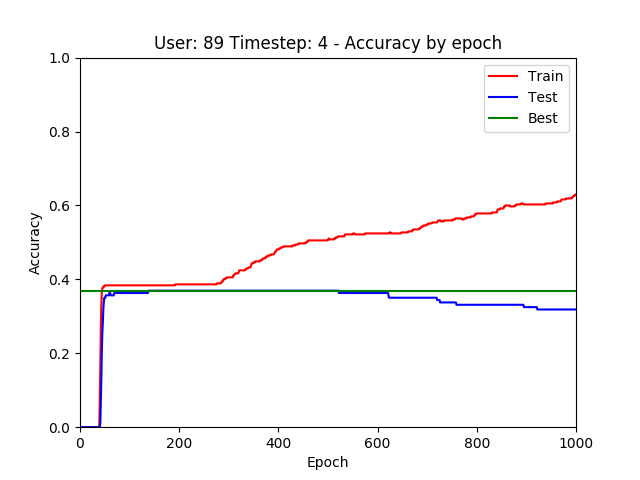 User: 89 Timestep: 4 - Accuracy by epoch
1.0
0.8
0.6
0.4
0.2
0.0
Accuracy
Train
Test
Best
0 200 400 600 800 1000
Epoch